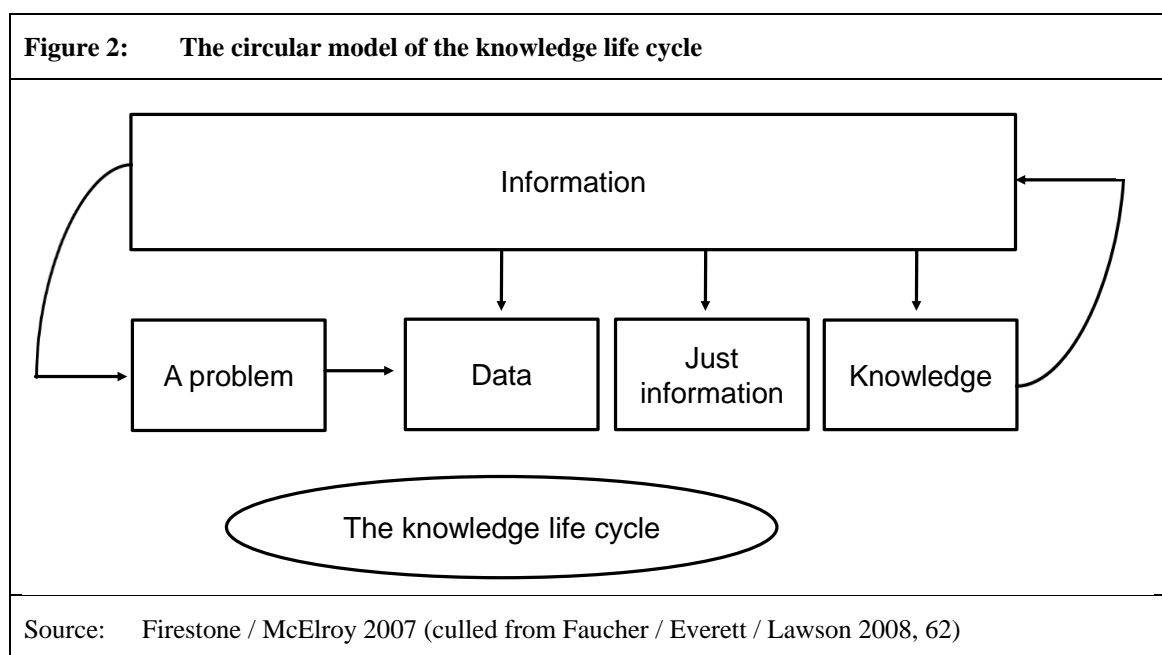 Figure 2: The circular model of the knowledge life cycle
Information
A problem
Data
Just
information
Knowledge
The knowledge life cycle
Source: Firestone / McElroy 2007 (culled from Faucher / Everett / Lawson 2008, 62)